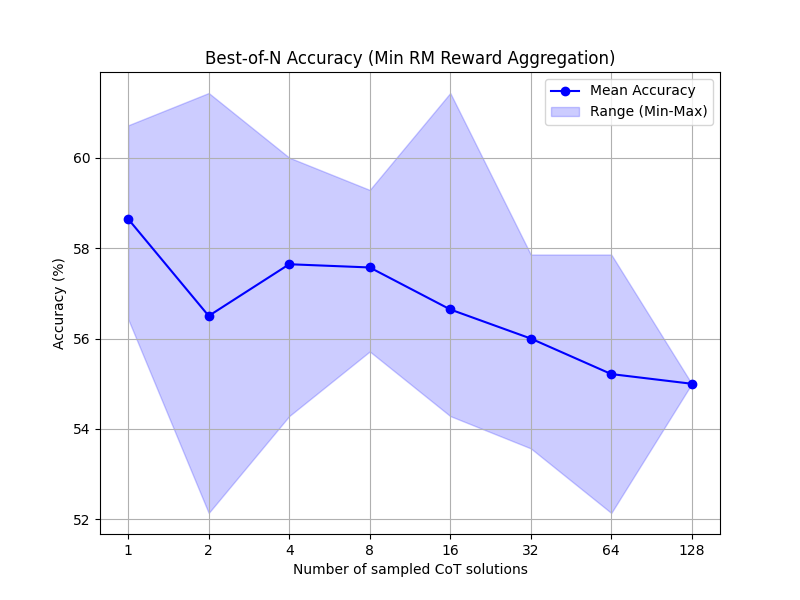 Best-of-N Accuracy (Min RM Reward Aggregation)
Mean Accuracy
Range (Min-Max)
Accuracy (%)
60
58
56
54
52
1 2 4 8 16 32 64 128
Number of sampled CoT solutions